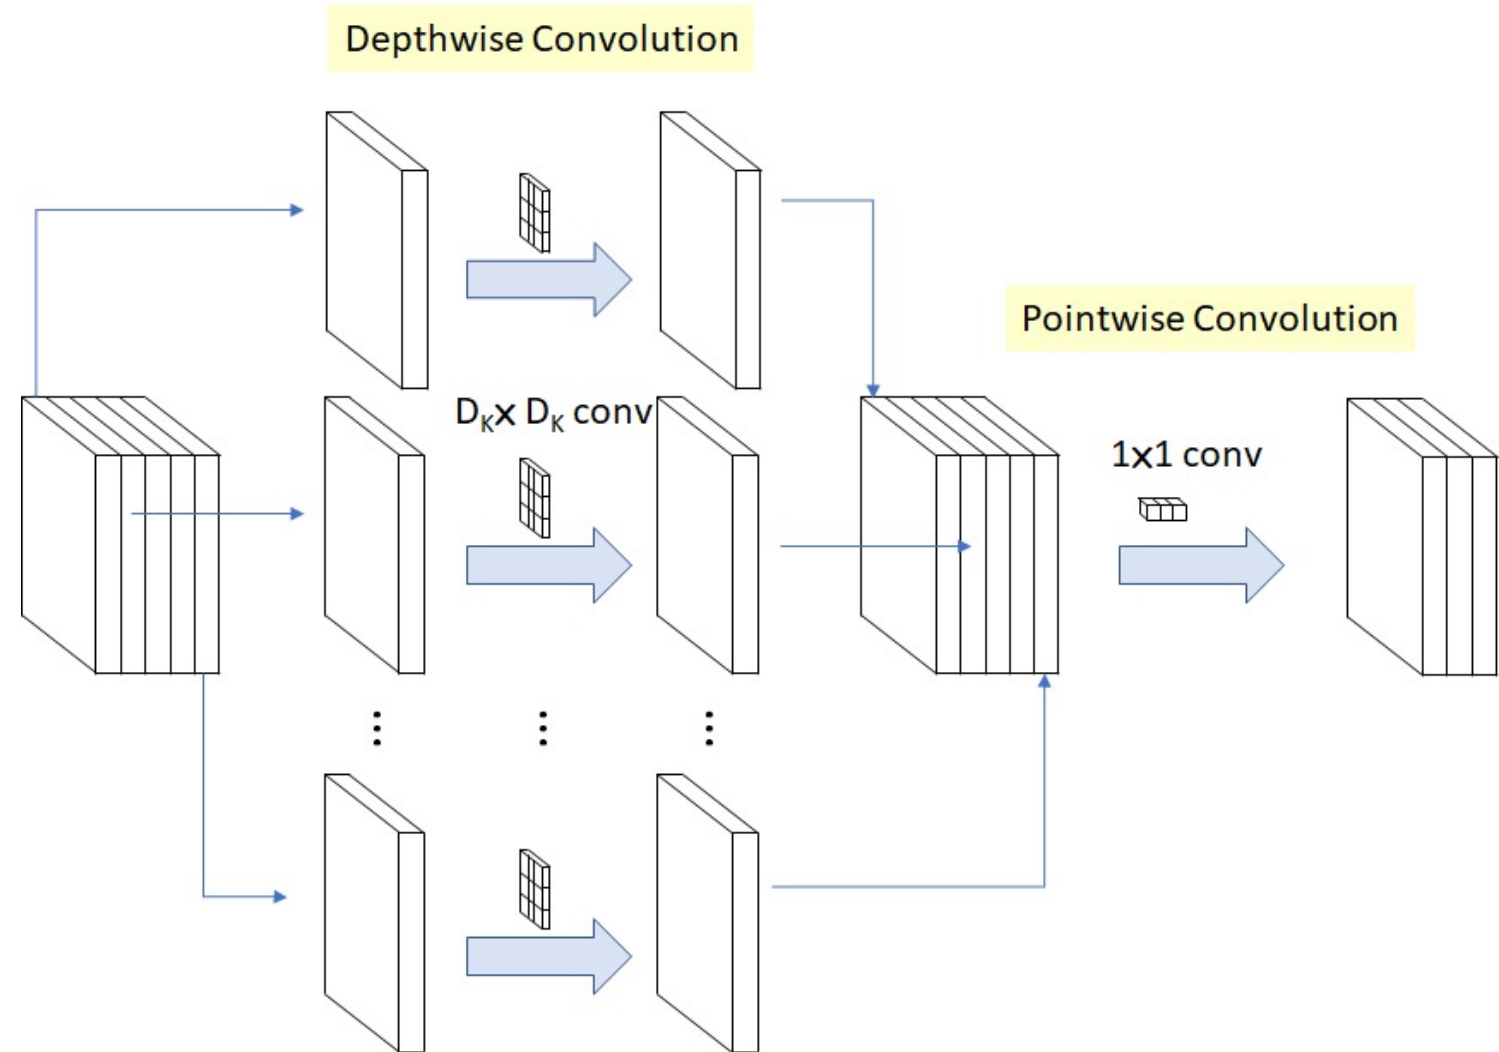 Depthwise Convolution
Pointwise Convolution
Dₖx Dₖ conv
1x1 conv